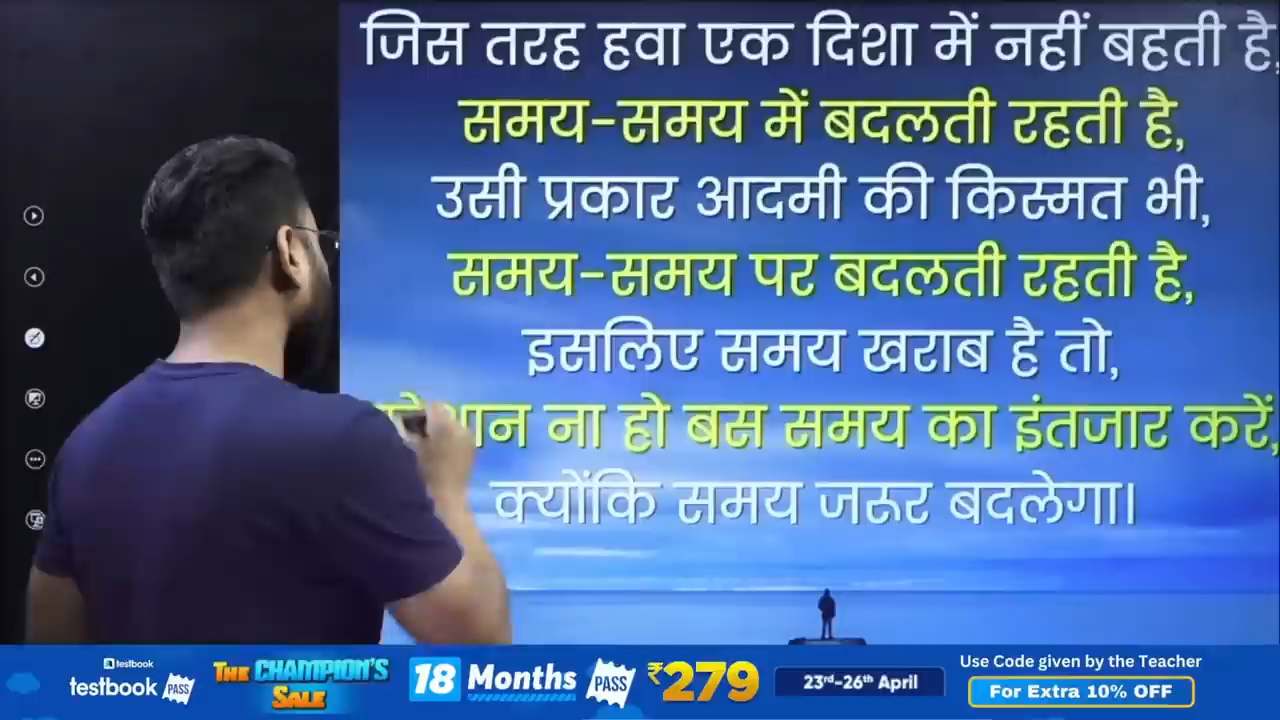 जिस तरह हवा एक दिशा में नहीं बहती है,
समय-समय में बदलती रहती है,
उसी प्रकार आदमी की किस्मत भी,
समय-समय पर बदलती रहती है,
इसलिए समय खराब है तो,
ना हो बस समय का इंतजार करें,
क्योंकि समय जरूर बदलेगा।
testbook
testbook PASS
THE CHAMPION'S SALE
18 Months PASS ₹279
23rd-26th April
Use Code given by the Teacher
For Extra 10% OFF